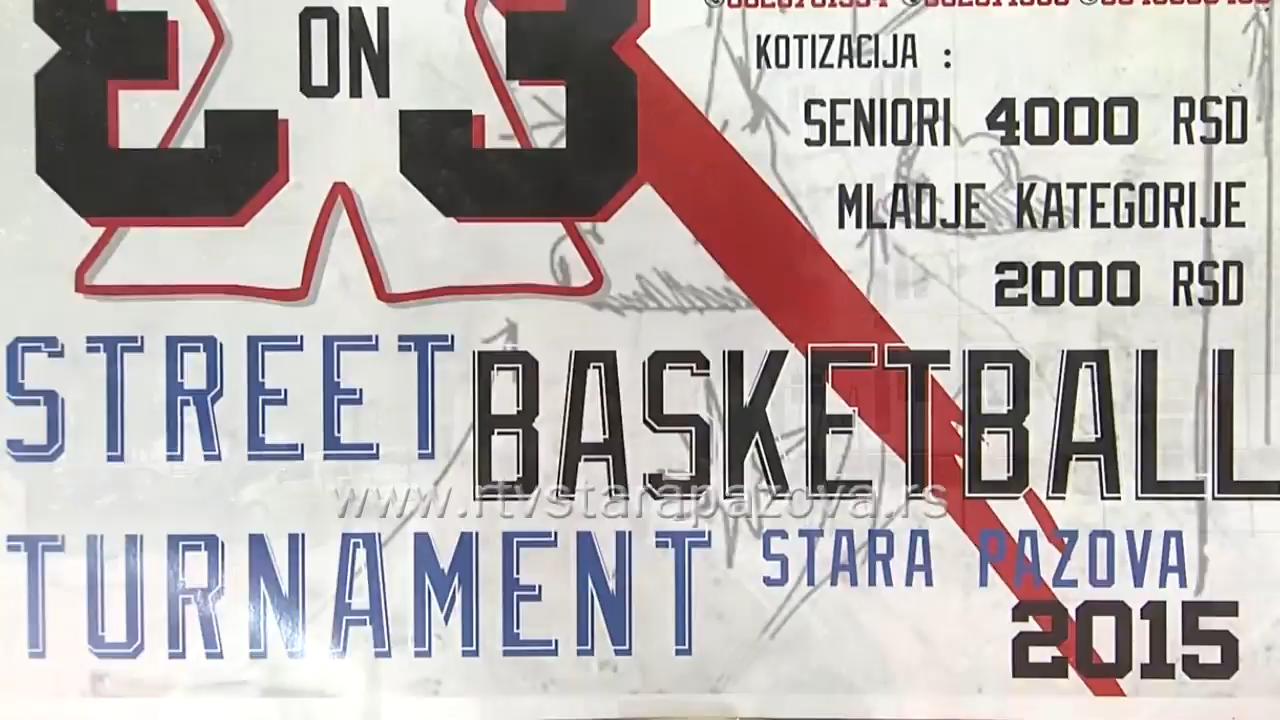 3 ON 3
KOTIZACIJA :
SENIORI 4000 RSD
MLADJE KATEGORIJE
2000 RSD
STREET BASKETBALL
www.rtvstarapazova.rs
TURNAMENT STARA PAZOVA
2015